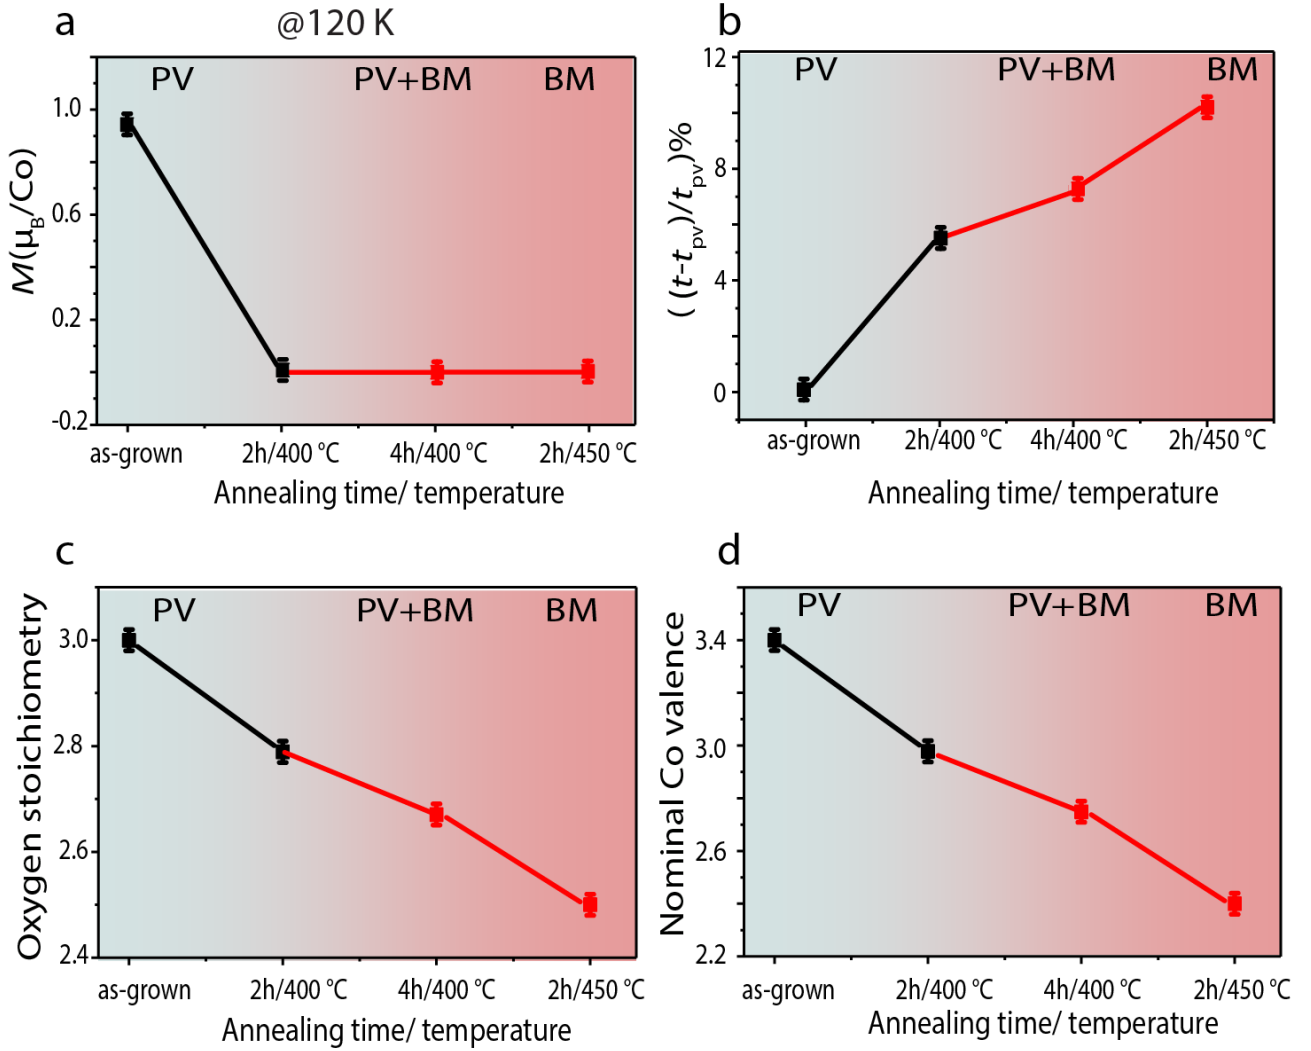 a
@120 K
PV
PV+BM
BM
M(μB/Co)
1.0
0.6
0.2
-0.2
as-grown
2h/400 °C
4h/400 °C
2h/450 °C
Annealing time/ temperature
b
PV
PV+BM
BM
((t-tpv)/tpv)%
12
8
4
0
as-grown
2h/400 °C
4h/400 °C
2h/450 °C
Annealing time/ temperature
c
PV
PV+BM
BM
Oxygen stoichiometry
3.0
2.8
2.6
2.4
as-grown
2h/400 °C
4h/400 °C
2h/450 °C
Annealing time/ temperature
d
PV
PV+BM
BM
Nominal Co valence
3.4
3.0
2.6
2.2
as-grown
2h/400 °C
4h/400 °C
2h/450 °C
Annealing time/ temperature